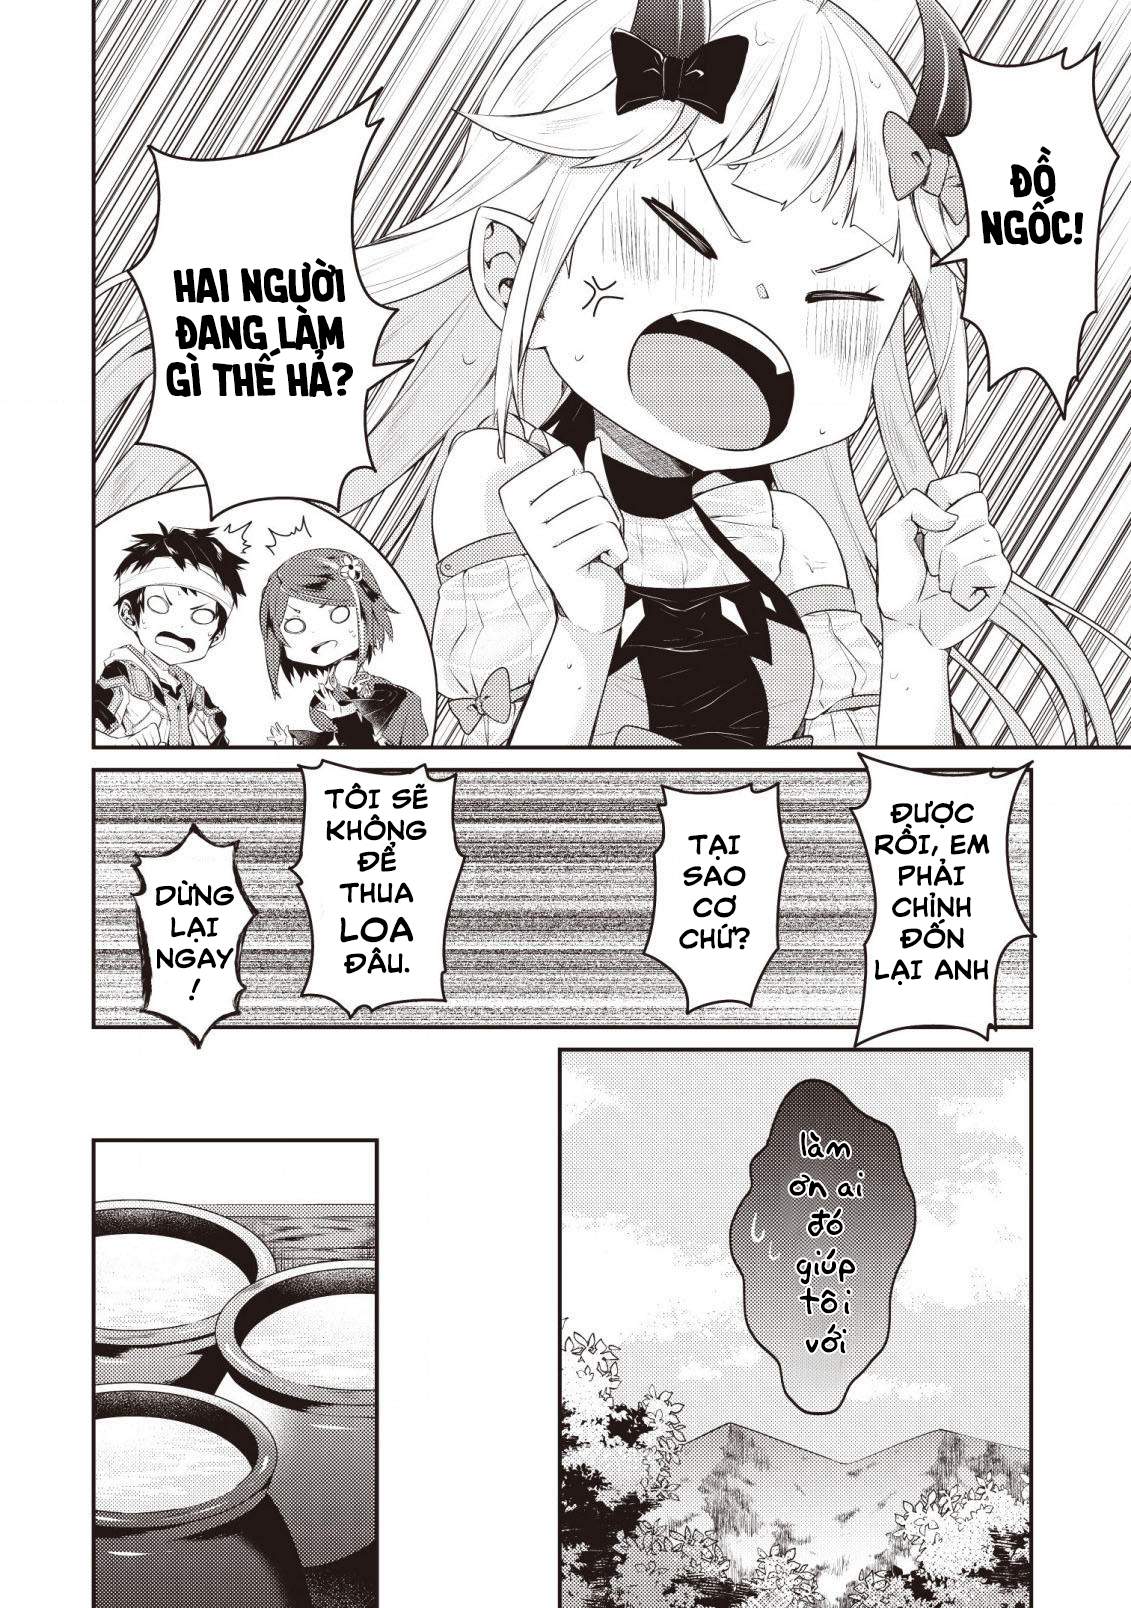 ĐỒ
NGỐC!
HAI NGƯỜI
ĐANG LÀM
GÌ THẾ HẢ?
ĐƯỢC
RỒI, EM
PHẢI
CHỈNH
ĐỐN
LẠI ANH
TẠI
SAO
CƠ
CHỨ?
TÔI SẼ
KHÔNG
ĐỂ
THUA
LOA
ĐÂU.
DỪNG
LẠI
NGAY
!
làm
ơn ai
đó
giúp
tôi
với